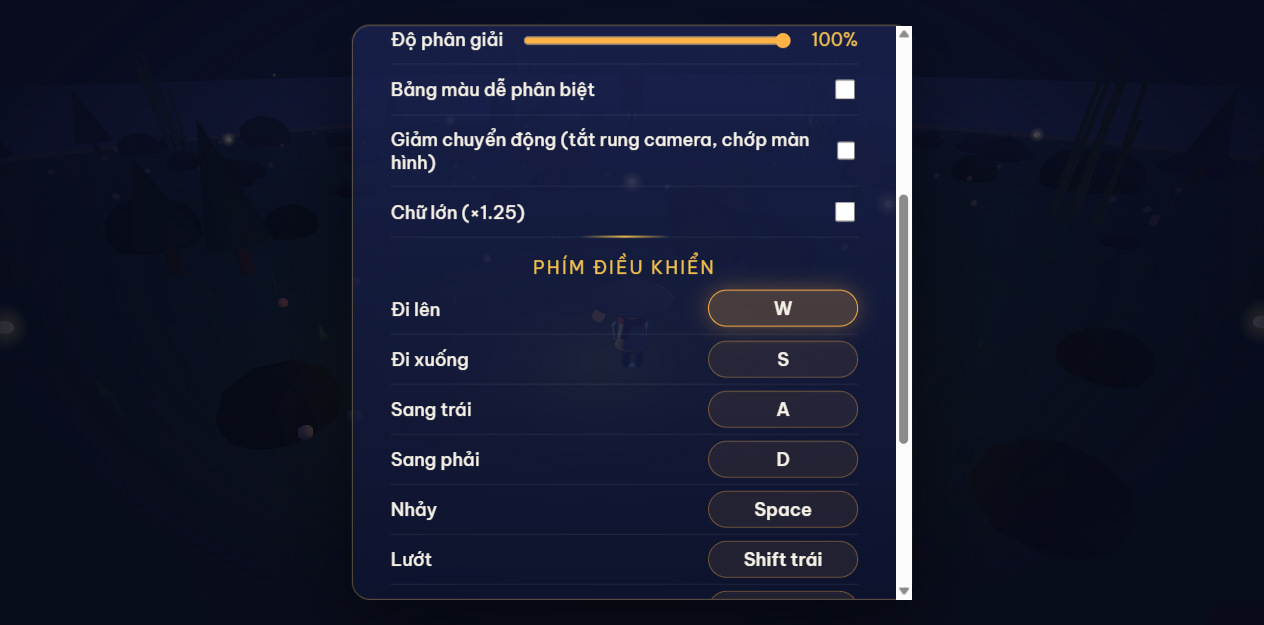 Độ phân giải 100%
Bảng màu dễ phân biệt
Giảm chuyển động (tắt rung camera, chớp màn
hình)
Chữ lớn (×1.25)
PHÍM ĐIỀU KHIỂN
Đi lên W
Đi xuống S
Sang trái A
Sang phải D
Nhảy Space
Lướt Shift trái